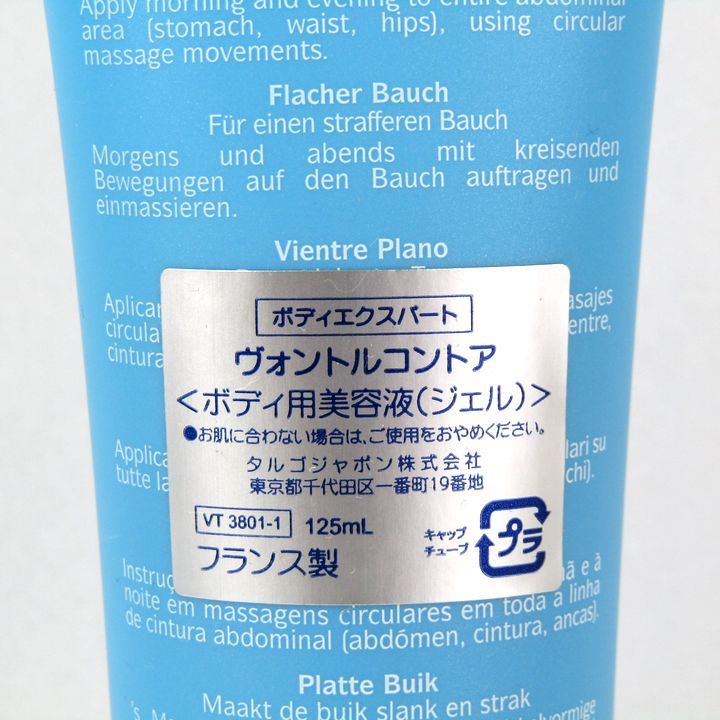 Apply morning and evening to entire abdominal
area (stomach, waist, hips), using circular
massage movements.
Flacher Bauch
Für einen strafferen Bauch
Morgens und abends mit kreisenden
Bewegungen auf den Bauch auftragen und
einmassieren.
Vientre Plano
ボディエクスパート
ヴォントルコントア
<ボディ用美容液(ジェル)>
●お肌に合わない場合は、ご使用をおやめください。
タルゴジャポン株式会社
東京都千代田区一番町19番地
VT 3801-1 125mL
フランス製
キャップ
チューブ
プラ
ã e à
noite em massagens circulares em toda a linha
de cintura abdominal (abdómen, cintura, ancas).
Platte Buik
Maakt de buik slank en strak